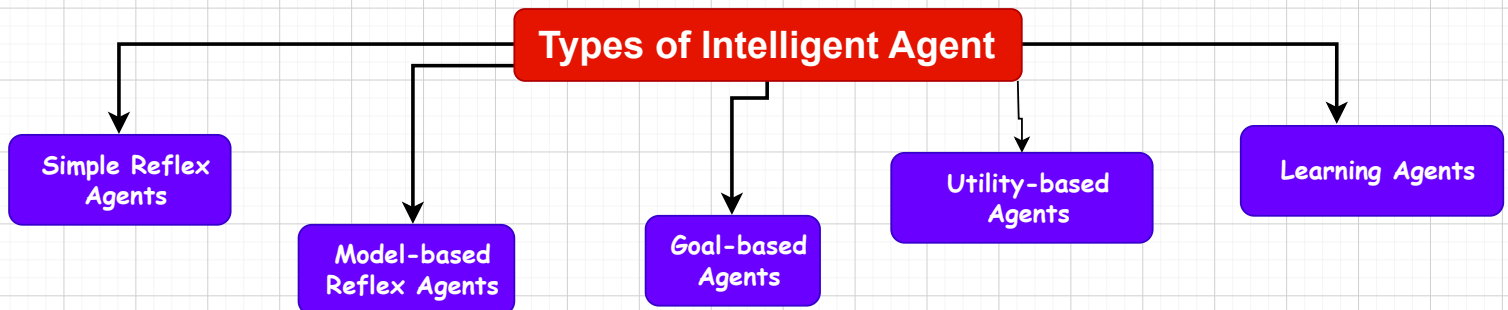 Types of Intelligent Agent
Simple Reflex
Agents
Model-based
Reflex Agents
Goal-based
Agents
Utility-based
Agents
Learning Agents